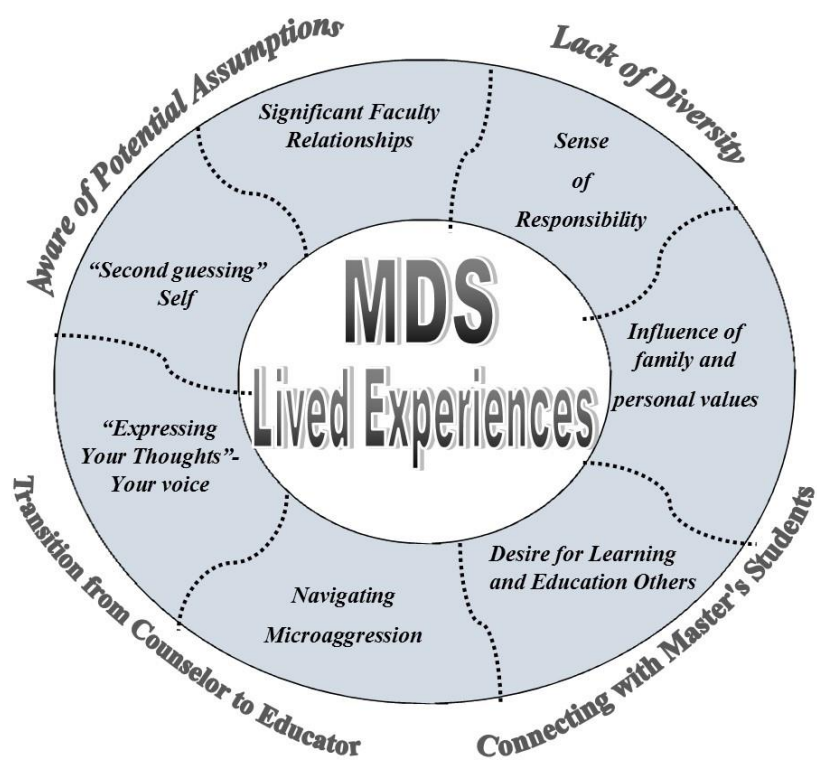 Aware of Potential Assumptions
Lack of Diversity
Significant Faculty
Relationships
Sense
of
Responsibility
“Second guessing”
Self
MDS
Lived Experiences
Influence of
family and
personal values
“Expressing
Your Thoughts”-
Your voice
Desire for Learning
and Education Others
Navigating
Microaggression
Transition from Counselor to Educator
Connecting with Master's Students